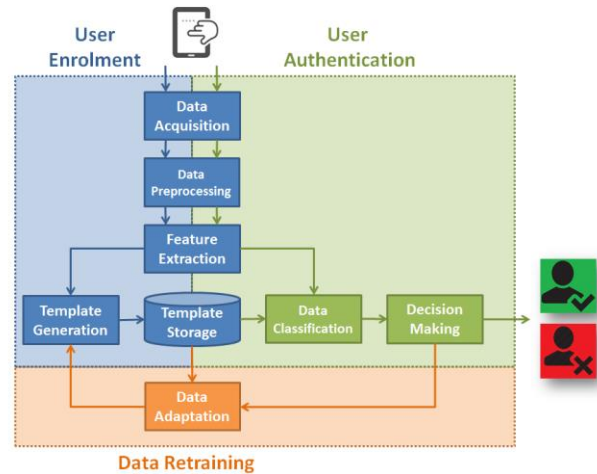 User
Enrolment
User
Authentication
Data
Acquisition
Data
Preprocessing
Feature
Extraction
Template
Generation
Template
Storage
Data
Classification
Decision
Making
Data
Adaptation
Data Retraining